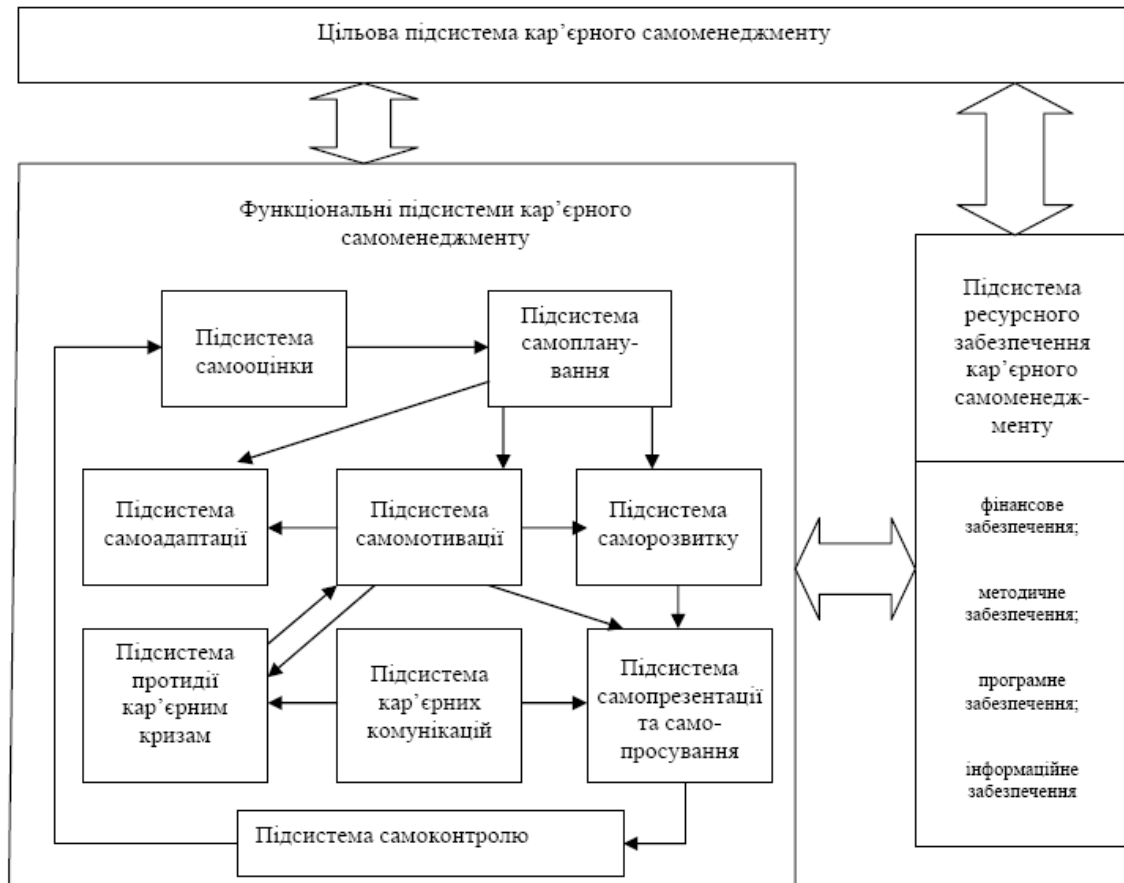 Цільова підсистема кар’єрного самоменеджменту
Функціональні підсистеми кар’єрного
самоменеджменту
Підсистема
самооцінки
Підсистема
самоплану-
вання
Підсистема
самоадаптації
Підсистема
самомотивації
Підсистема
саморозвитку
Підсистема
протидії
кар’єрним
кризам
Підсистема
кар’єрних
комунікацій
Підсистема
самопрезентації
та само-
просування
Підсистема самоконтролю
Підсистема
ресурсного
забезпечення
кар’єрного
самоменедж-
менту
фінансове
забезпечення;
методичне
забезпечення;
програмне
забезпечення;
інформаційне
забезпечення